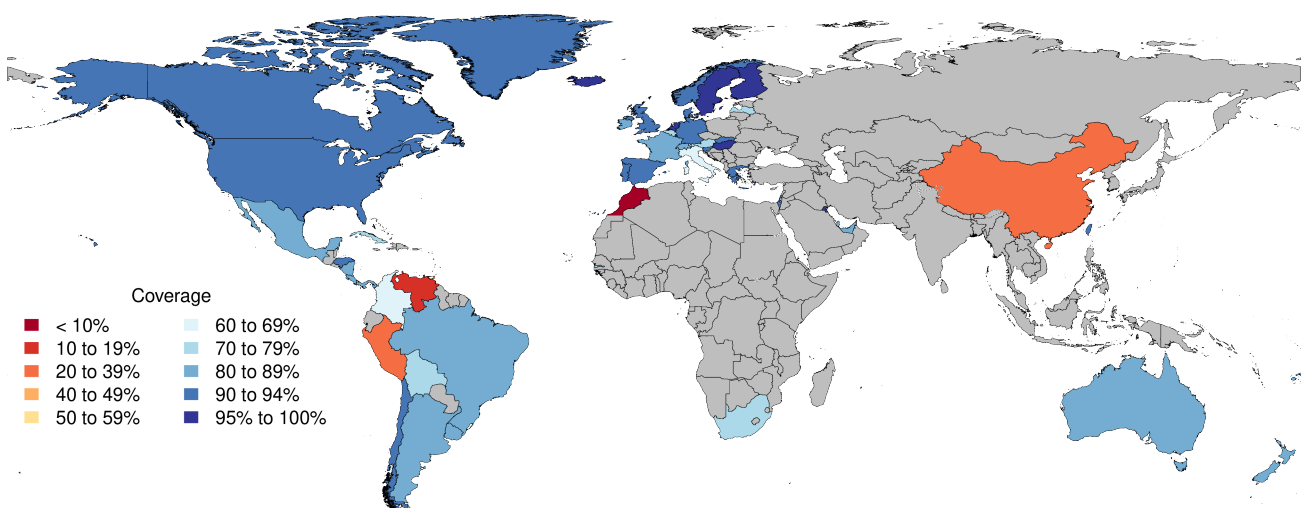 Coverage
< 10%
10 to 19%
20 to 39%
40 to 49%
50 to 59%
60 to 69%
70 to 79%
80 to 89%
90 to 94%
95% to 100%